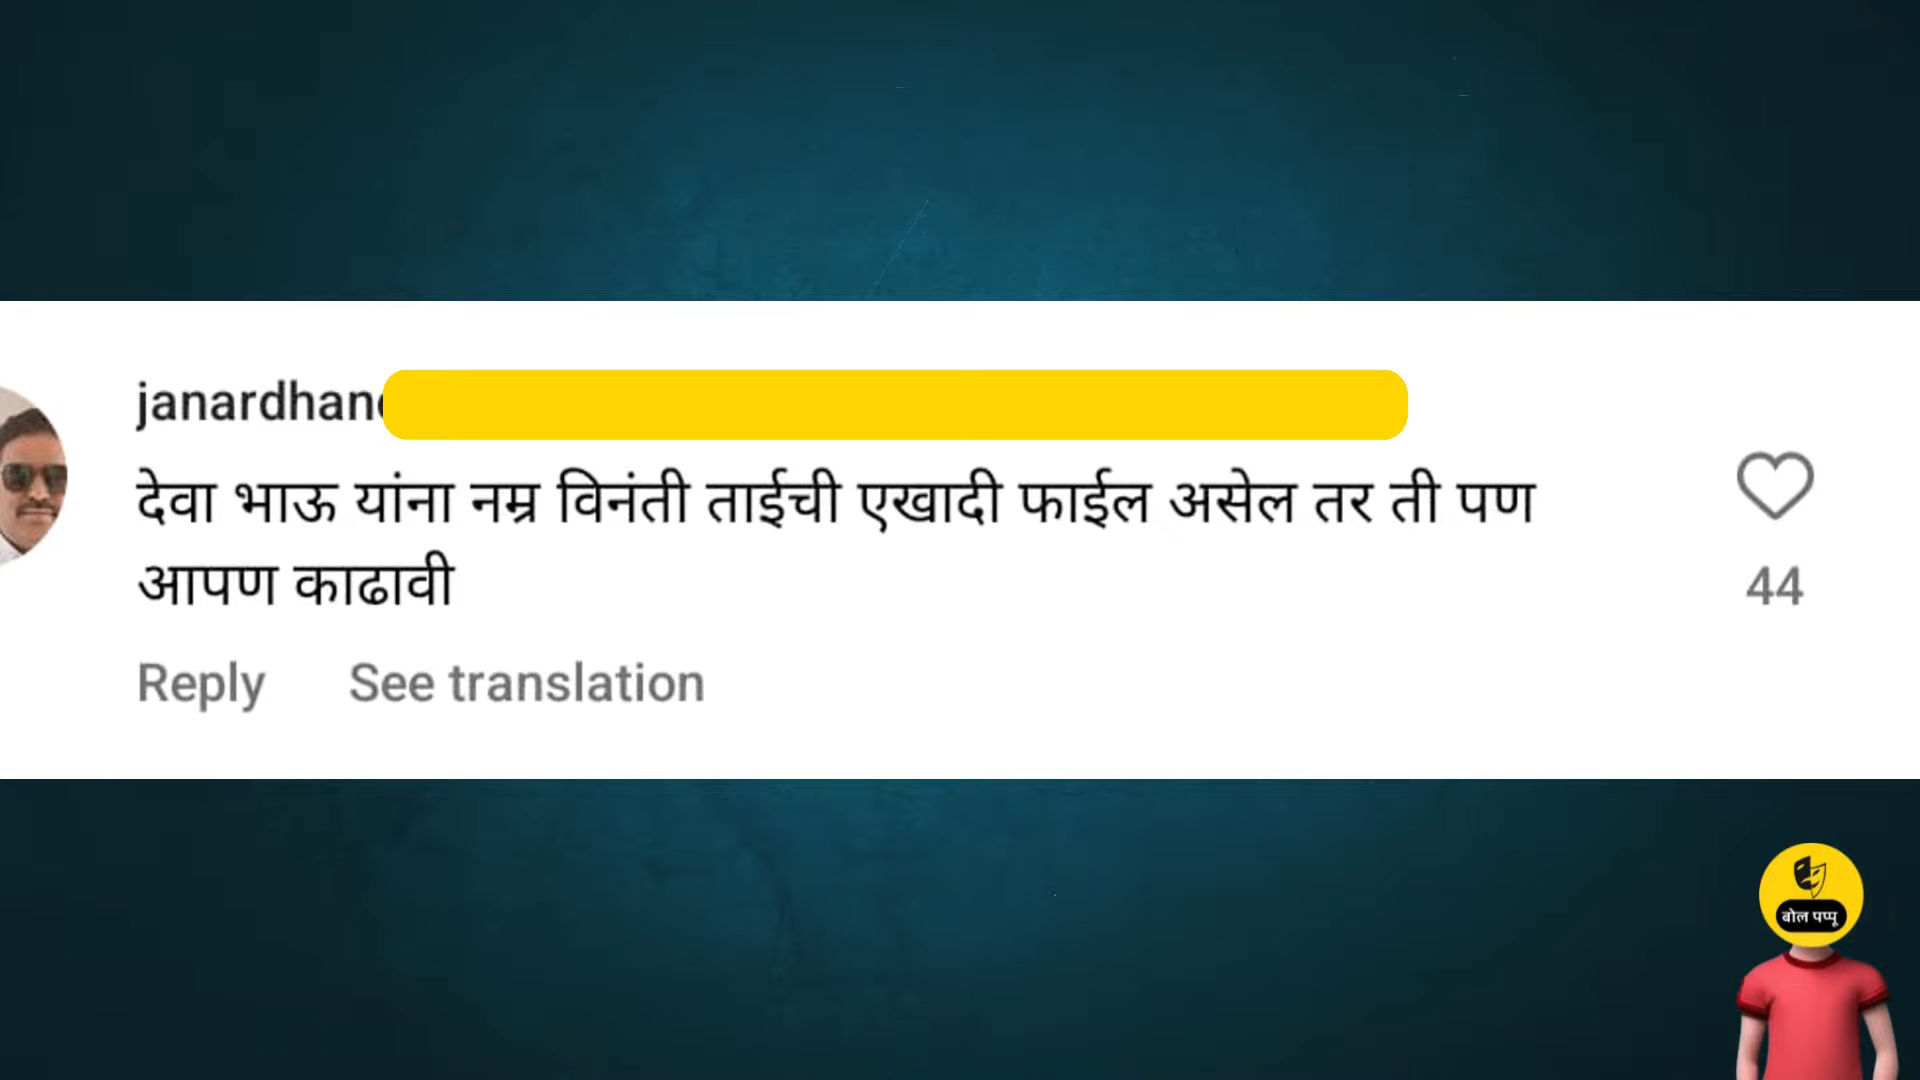 janardhan
देवा भाऊ यांना नम्र विनंती ताईची एखादी फाईल असेल तर ती पण
आपण काढावी
44
Reply See translation
बोल पप्पू